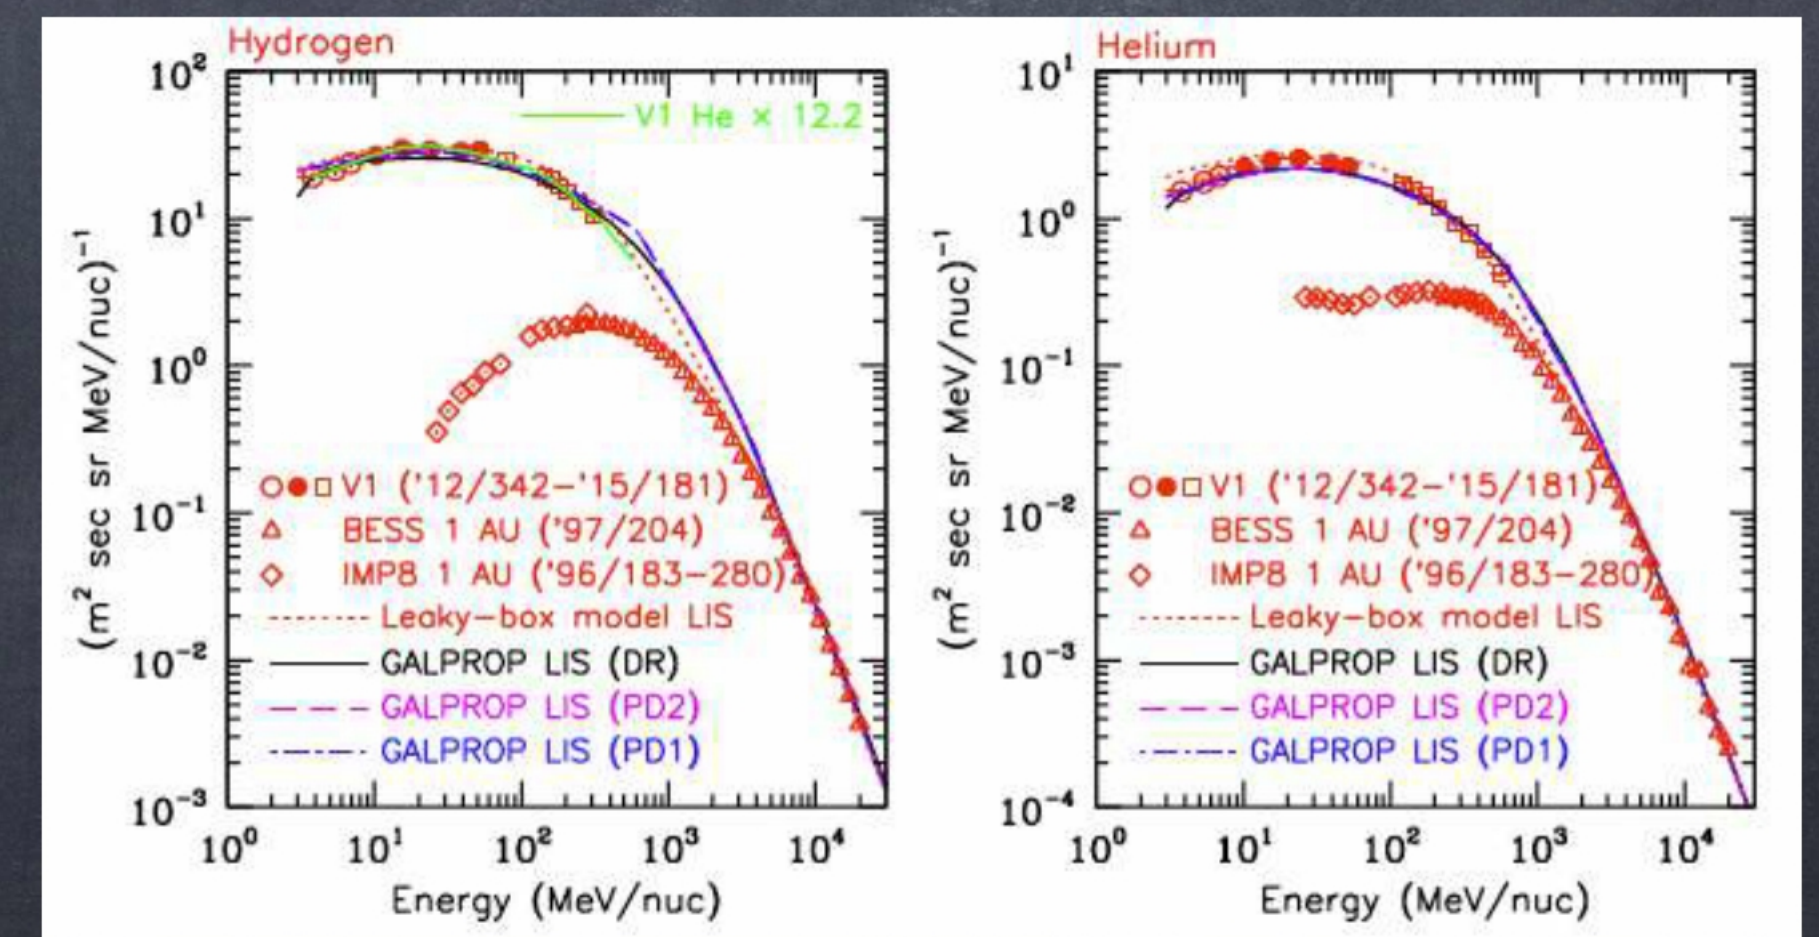 Hydrogen
10² 10¹ 10⁰ 10⁻¹ 10⁻² 10⁻³
(m² sec sr MeV/nuc)⁻¹
V1 He × 12.2
V1 ('12/342−'15/181)
BESS 1 AU ('97/204)
IMP8 1 AU ('96/183−280)
Leaky−box model LIS
GALPROP LIS (DR)
GALPROP LIS (PD2)
GALPROP LIS (PD1)
10⁰ 10¹ 10² 10³ 10⁴
Energy (MeV/nuc)
Helium
10¹ 10⁰ 10⁻¹ 10⁻² 10⁻³ 10⁻⁴
(m² sec sr MeV/nuc)⁻¹
V1 ('12/342−'15/181)
BESS 1 AU ('97/204)
IMP8 1 AU ('96/183−280)
Leaky−box model LIS
GALPROP LIS (DR)
GALPROP LIS (PD2)
GALPROP LIS (PD1)
10⁰ 10¹ 10² 10³ 10⁴
Energy (MeV/nuc)